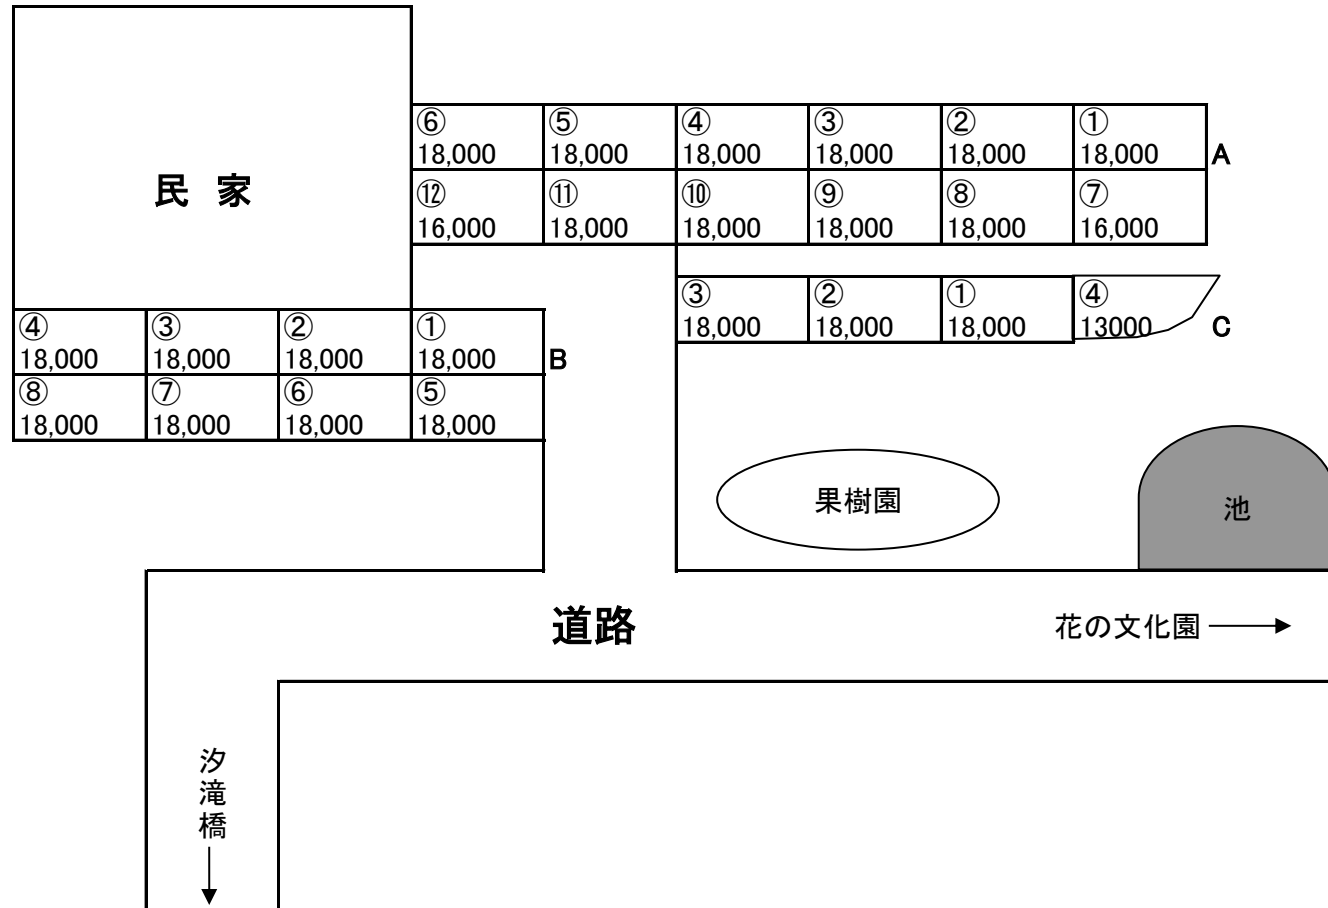 ⑥ ⑤ ④ ③ ② ①
18,000 18,000 18,000 18,000 18,000 18,000 A
民 家
⑫ ⑪ ⑩ ⑨ ⑧ ⑦
16,000 18,000 18,000 18,000 18,000 16,000
③ ② ① ④
18,000 18,000 18,000 13000 C
④ ③ ② ①
18,000 18,000 18,000 18,000 B
⑧ ⑦ ⑥ ⑤
18,000 18,000 18,000 18,000
果樹園
池
道路
花の文化園
汐滝橋